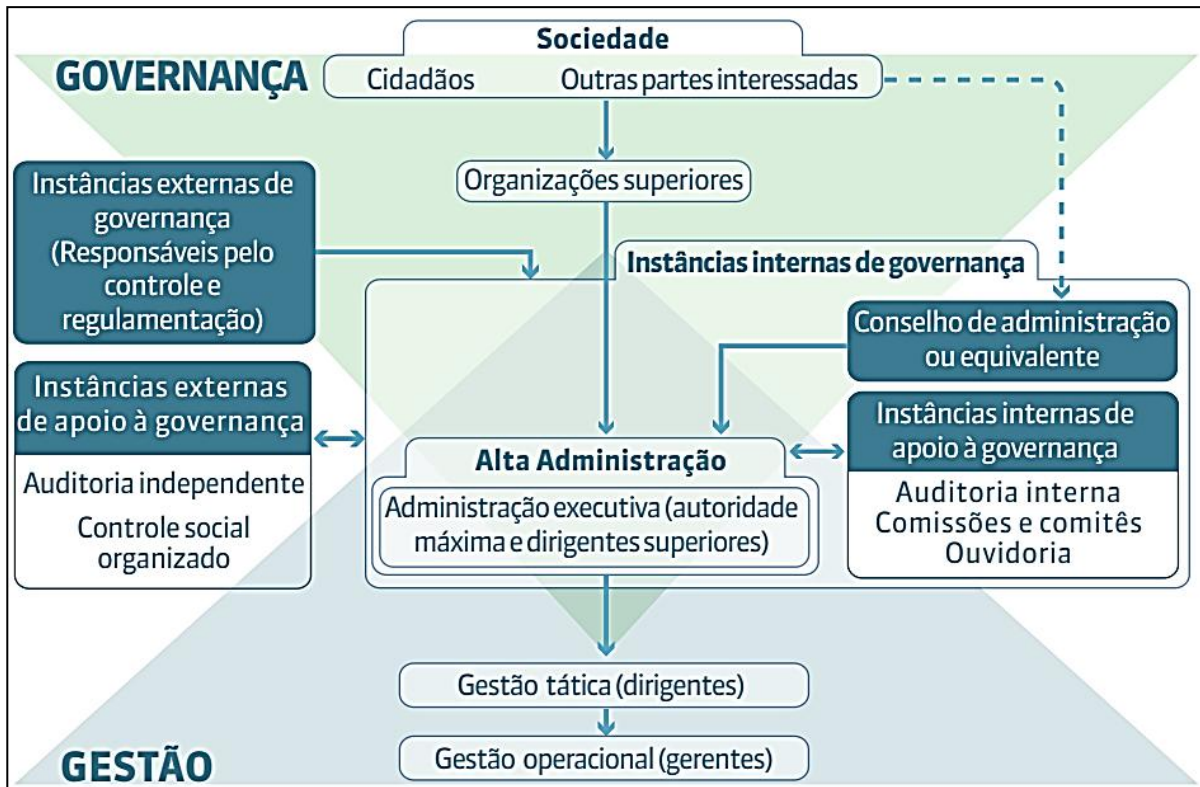 Sociedade
GOVERNANÇA
Cidadãos
Outras partes interessadas
Organizações superiores
Instâncias externas de
governança
(Responsáveis pelo
controle e
regulamentação)
Instâncias internas de governança
Conselho de administração
ou equivalente
Instâncias externas
de apoio à governança
Auditoria independente
Controle social
organizado
Alta Administração
Administração executiva (autoridade
máxima e dirigentes superiores)
Instâncias internas de
apoio à governança
Auditoria interna
Comissões e comitês
Ouvidoria
Gestão tática (dirigentes)
Gestão operacional (gerentes)
GESTÃO